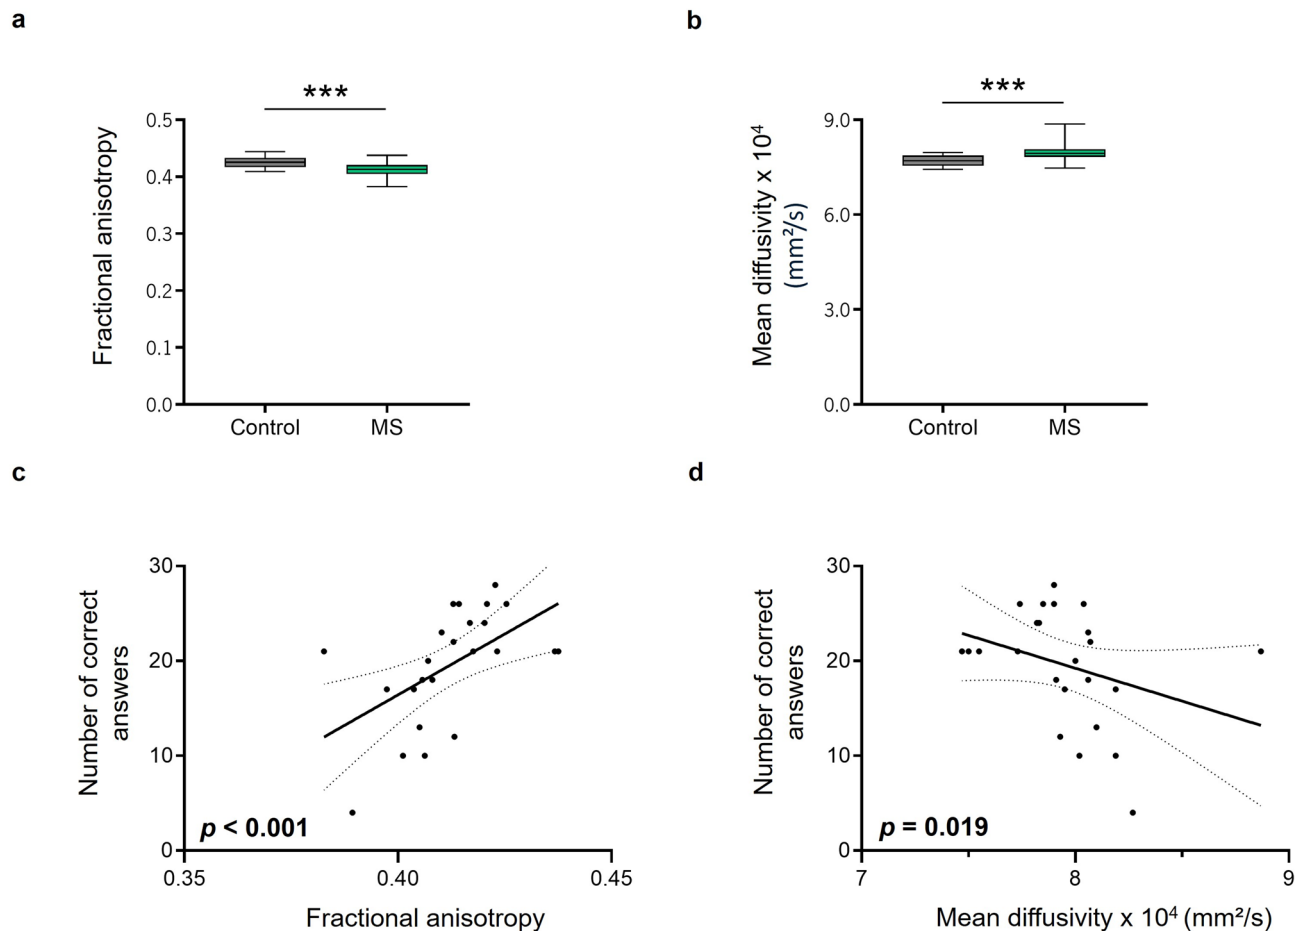 a
***
Fractional anisotropy
0.5
0.4
0.3
0.2
0.1
0.0
Control MS
b
***
Mean diffusivity x 10⁴
(mm²/s)
9.0
6.0
3.0
0.0
Control MS
c
Number of correct
answers
30
20
10
0
p < 0.001
0.35 0.40 0.45
Fractional anisotropy
d
Number of correct
answers
30
20
10
0
p = 0.019
7 8 9
Mean diffusivity x 10⁴ (mm²/s)